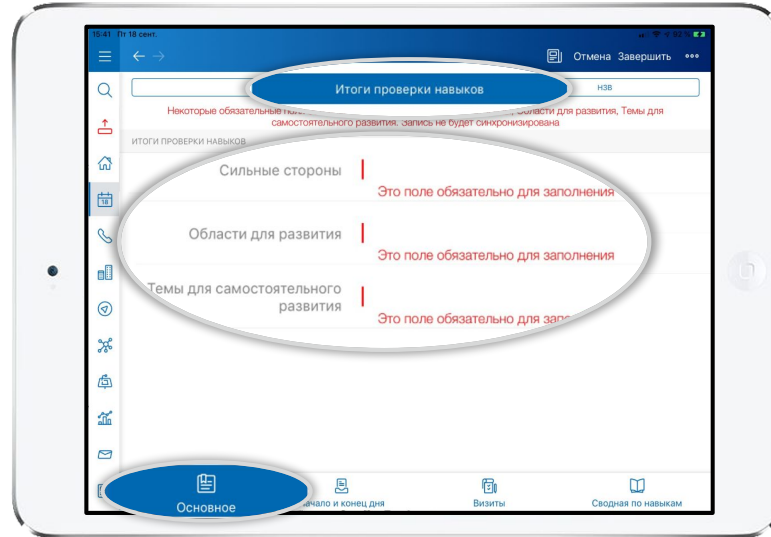 15:41 Пт 18 сент.
92 %
Отмена Завершить
Итоги проверки навыков
НЗВ
Некоторые обязательные области для развития, Темы для
самостоятельного развития. Запись не будет синхронизирована
ИТОГИ ПРОВЕРКИ НАВЫКОВ
Сильные стороны
Это поле обязательно для заполнения
18
Области для развития
Это поле обязательно для заполнения
Темы для самостоятельного
развития
Это поле обязательно для
Основное
Начало и конец дня
Визиты
Сводная по навыкам